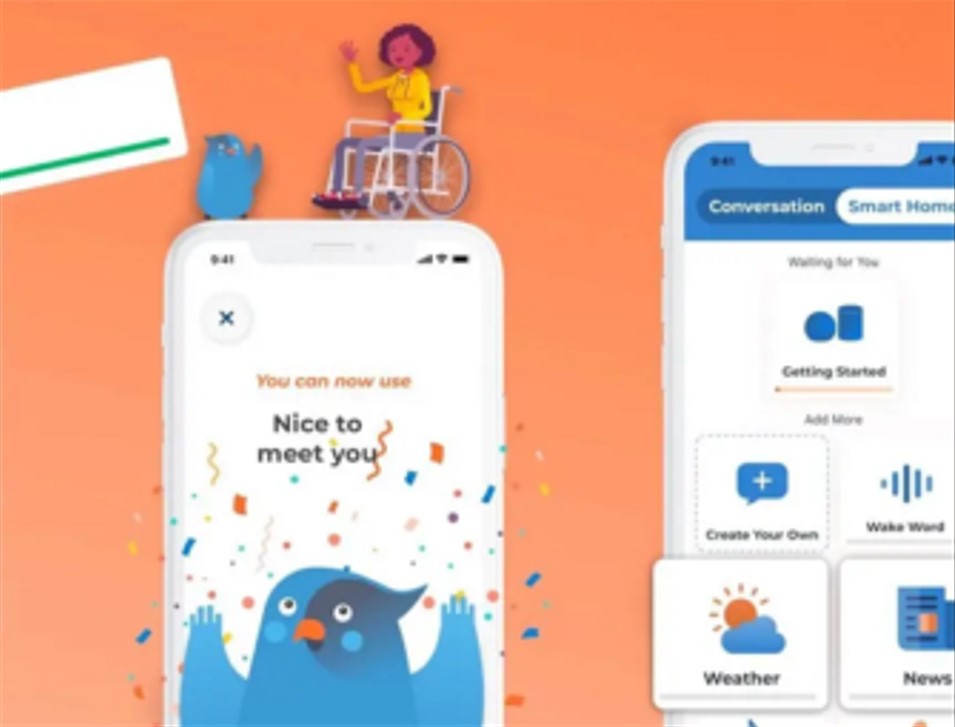 9:41
You can now use
Nice to
meet you
9:41
Conversation
Smart Home
Waiting for You
Getting Started
Add More
Create Your Own
Wake Word
Weather
News